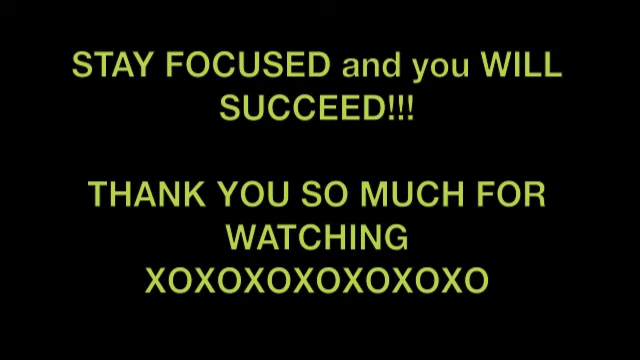 STAY FOCUSED and you WILL
SUCCEED!!!
THANK YOU SO MUCH FOR
WATCHING
XOXOXOXOXOXOXO